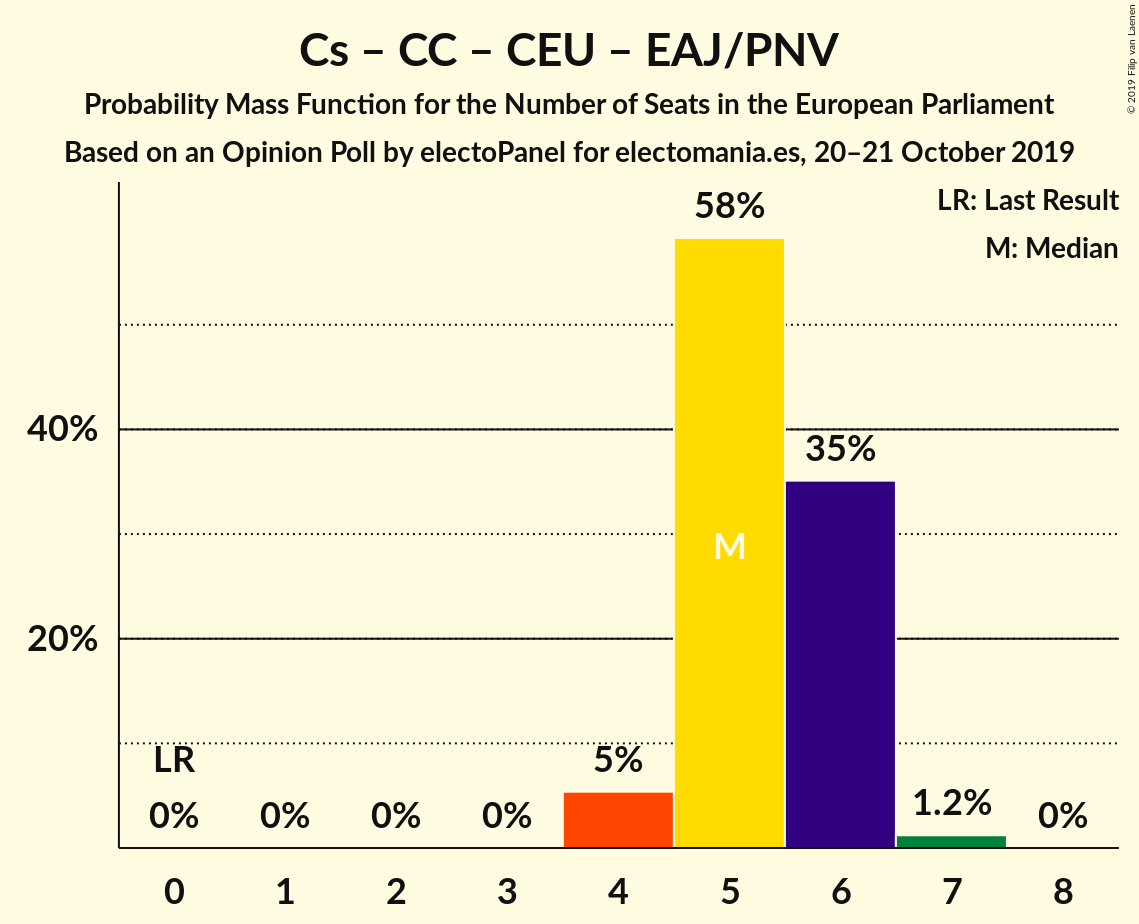 Cs – CC – CEU – EAJ/PNV
Probability Mass Function for the Number of Seats in the European Parliament
Based on an Opinion Poll by electoPanel for electomania.es, 20–21 October 2019
© 2019 Filip van Laenen
LR: Last Result
M: Median
58%
40%
35%
M
20%
LR
5%
1.2%
0% 0% 0% 0% 0%
0 1 2 3 4 5 6 7 8